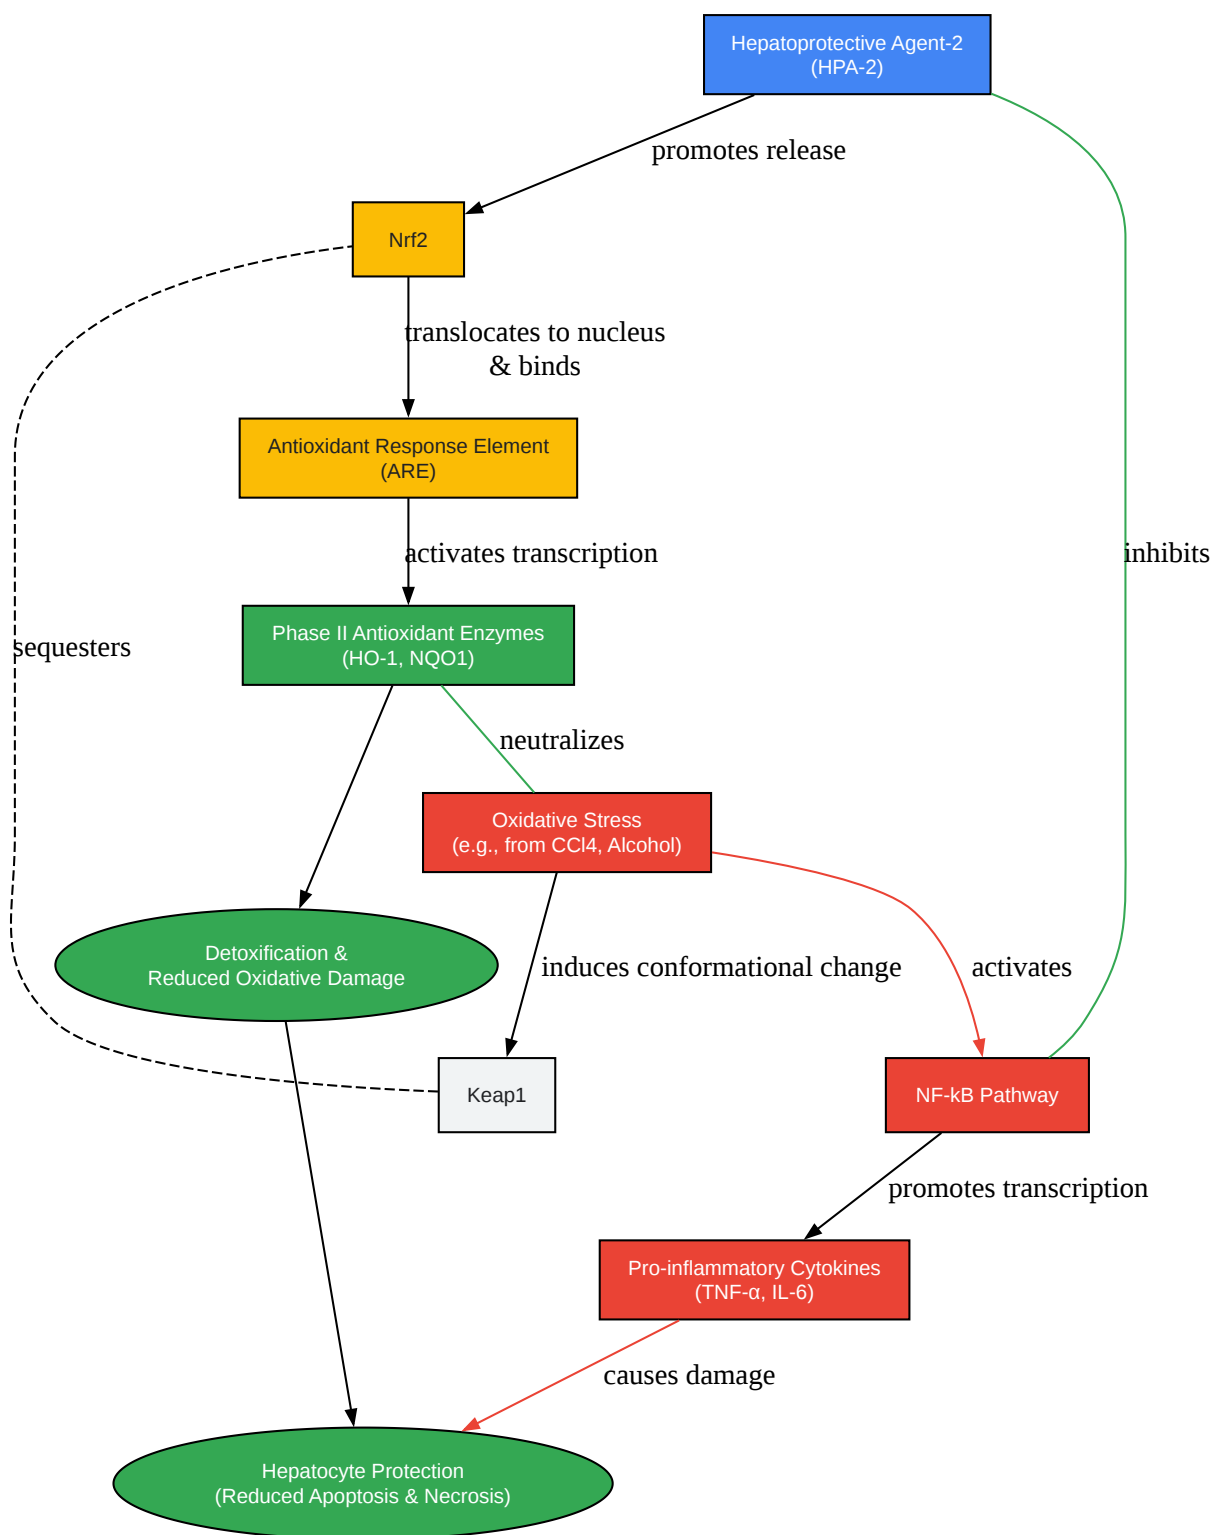 Hepatoprotective Agent-2
(HPA-2)
promotes release
Nrf2
translocates to nucleus
& binds
Antioxidant Response Element
(ARE)
activates transcription
inhibits
Phase II Antioxidant Enzymes
(HO-1, NQO1)
sequesters
neutralizes
Oxidative Stress
(e.g., from CCl4, Alcohol)
Detoxification &
Reduced Oxidative Damage
induces conformational change
activates
Keap1
NF-kB Pathway
promotes transcription
Pro-inflammatory Cytokines
(TNF-α, IL-6)
causes damage
Hepatocyte Protection
(Reduced Apoptosis & Necrosis)